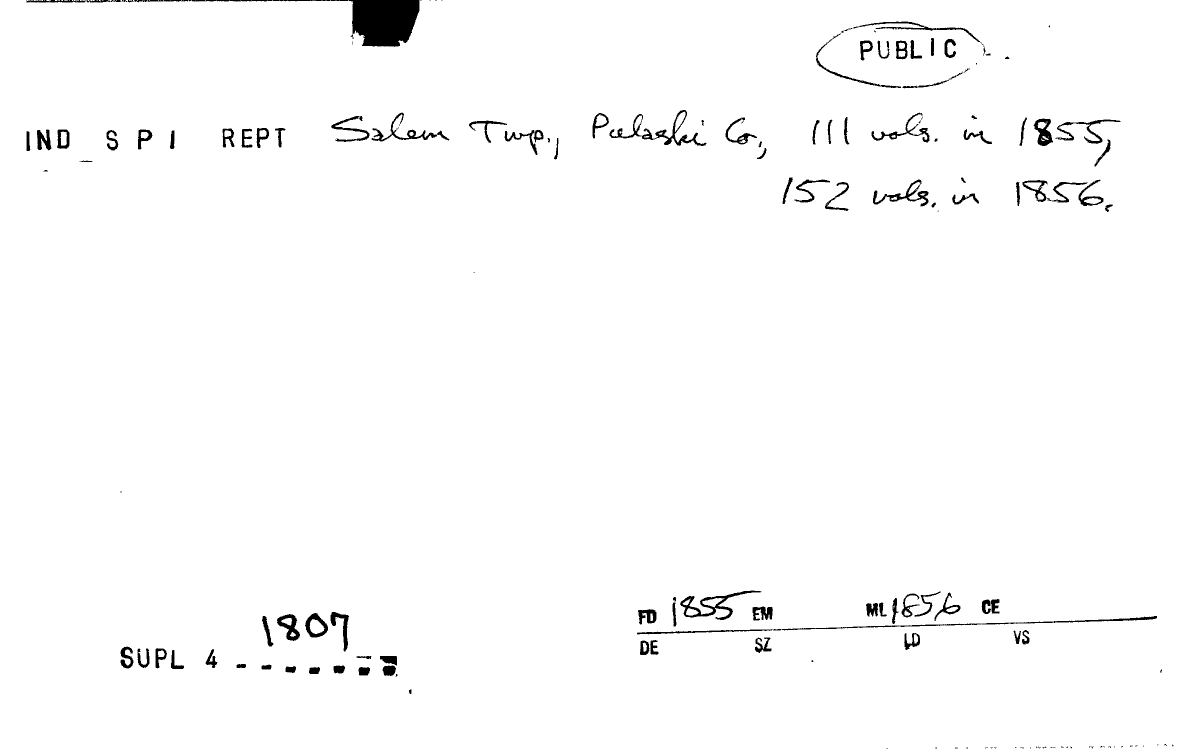 PUBLIC
IND S P I REPT Salem Twp., Pulaski Co., 111 vols. in 1855,
152 vols. in 1856.
1807
SUPL 4 - - - - - - -
FD 1855 EM ML 1856 CE
DE SZ LD VS